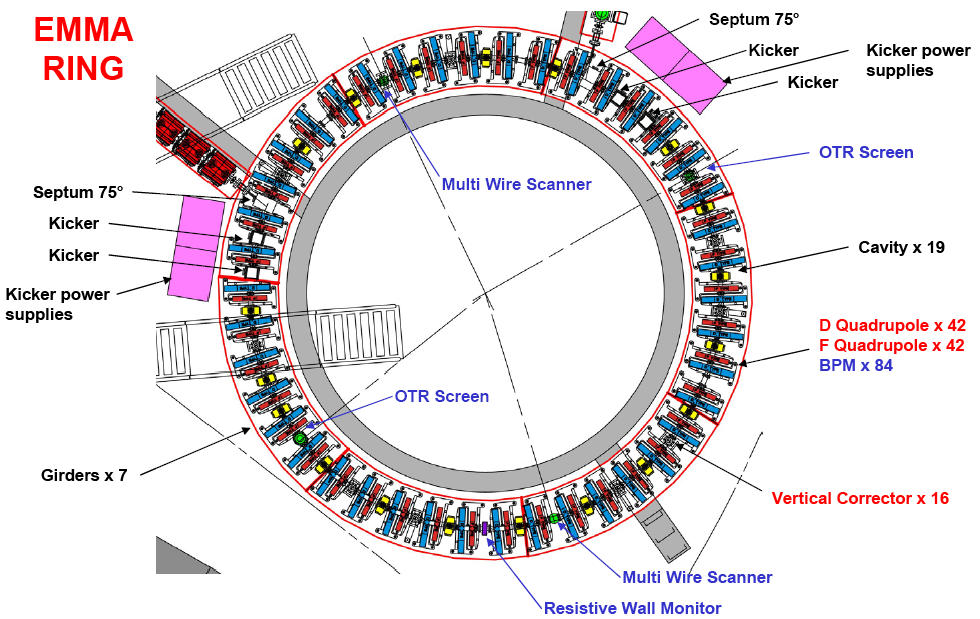 EMMA
RING
Septum 75°
Kicker
Kicker power
supplies
Kicker
OTR Screen
Multi Wire Scanner
Septum 75°
Kicker
Kicker
Cavity x 19
Kicker power
supplies
D Quadrupole x 42
F Quadrupole x 42
BPM x 84
OTR Screen
Girders x 7
Vertical Corrector x 16
Multi Wire Scanner
Resistive Wall Monitor